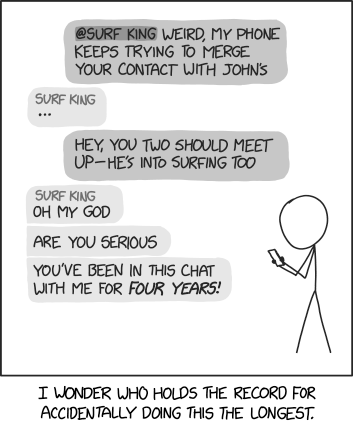 @SURF KING WEIRD, MY PHONE
KEEPS TRYING TO MERGE
YOUR CONTACT WITH JOHN'S
SURF KING
...
HEY, YOU TWO SHOULD MEET
UP—HE'S INTO SURFING TOO
SURF KING
OH MY GOD
ARE YOU SERIOUS
YOU'VE BEEN IN THIS CHAT
WITH ME FOR FOUR YEARS!
I WONDER WHO HOLDS THE RECORD FOR
ACCIDENTALLY DOING THIS THE LONGEST.